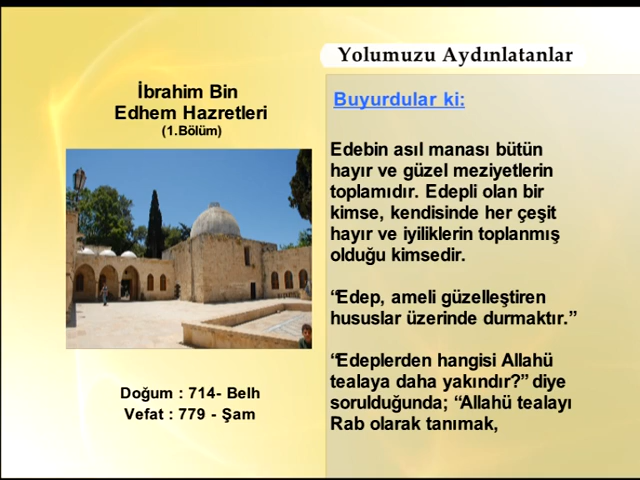 Yolumuzu Aydınlatanlar
İbrahim Bin
Edhem Hazretleri
(1.Bölüm)
Doğum : 714- Belh
Vefat : 779 - Şam
Buyurdular ki:
Edebin asıl manası bütün
hayır ve güzel meziyetlerin
toplamıdır. Edepli olan bir
kimse, kendisinde her çeşit
hayır ve iyiliklerin toplanmış
olduğu kimsedir.
“Edep, ameli güzelleştiren
hususlar üzerinde durmaktır.”
“Edeplerden hangisi Allahü
tealaya daha yakındır?” diye
sorulduğunda; “Allahü tealayı
Rab olarak tanımak,